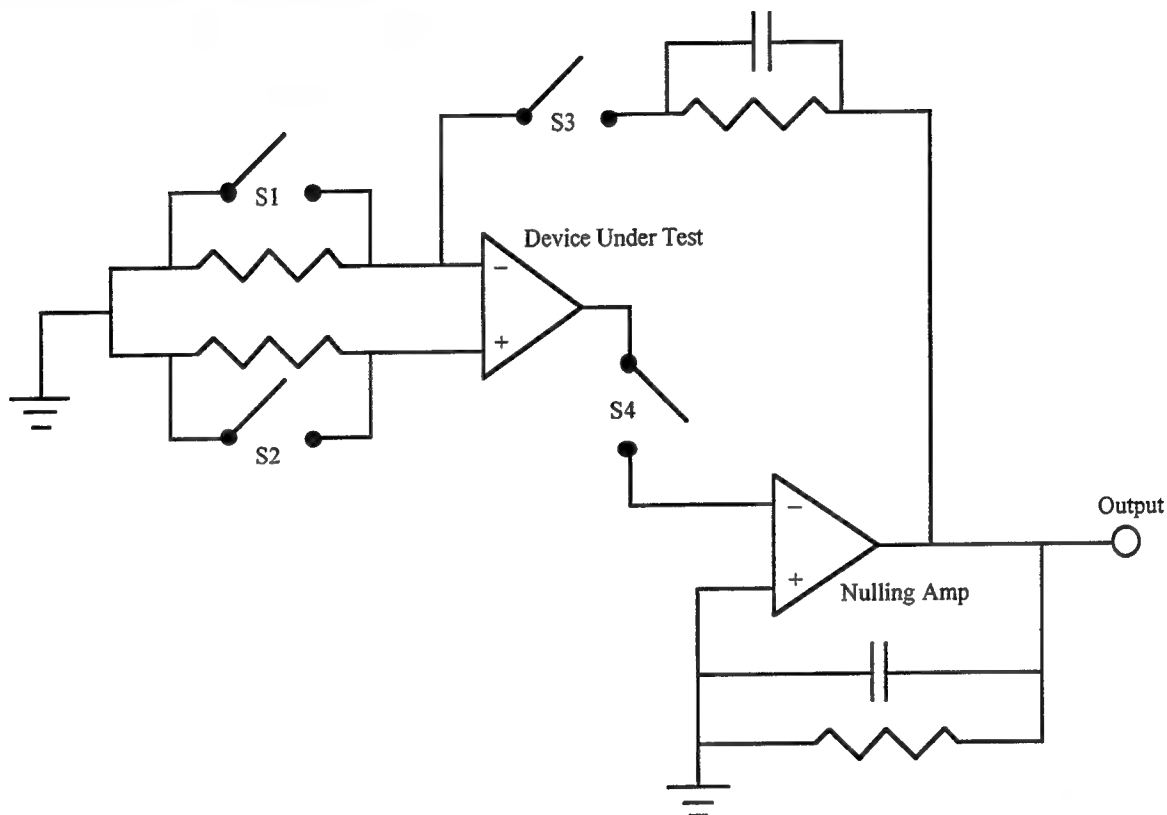 S3
S1
Device Under Test
−
+
S4
S2
Output
−
+
Nulling Amp